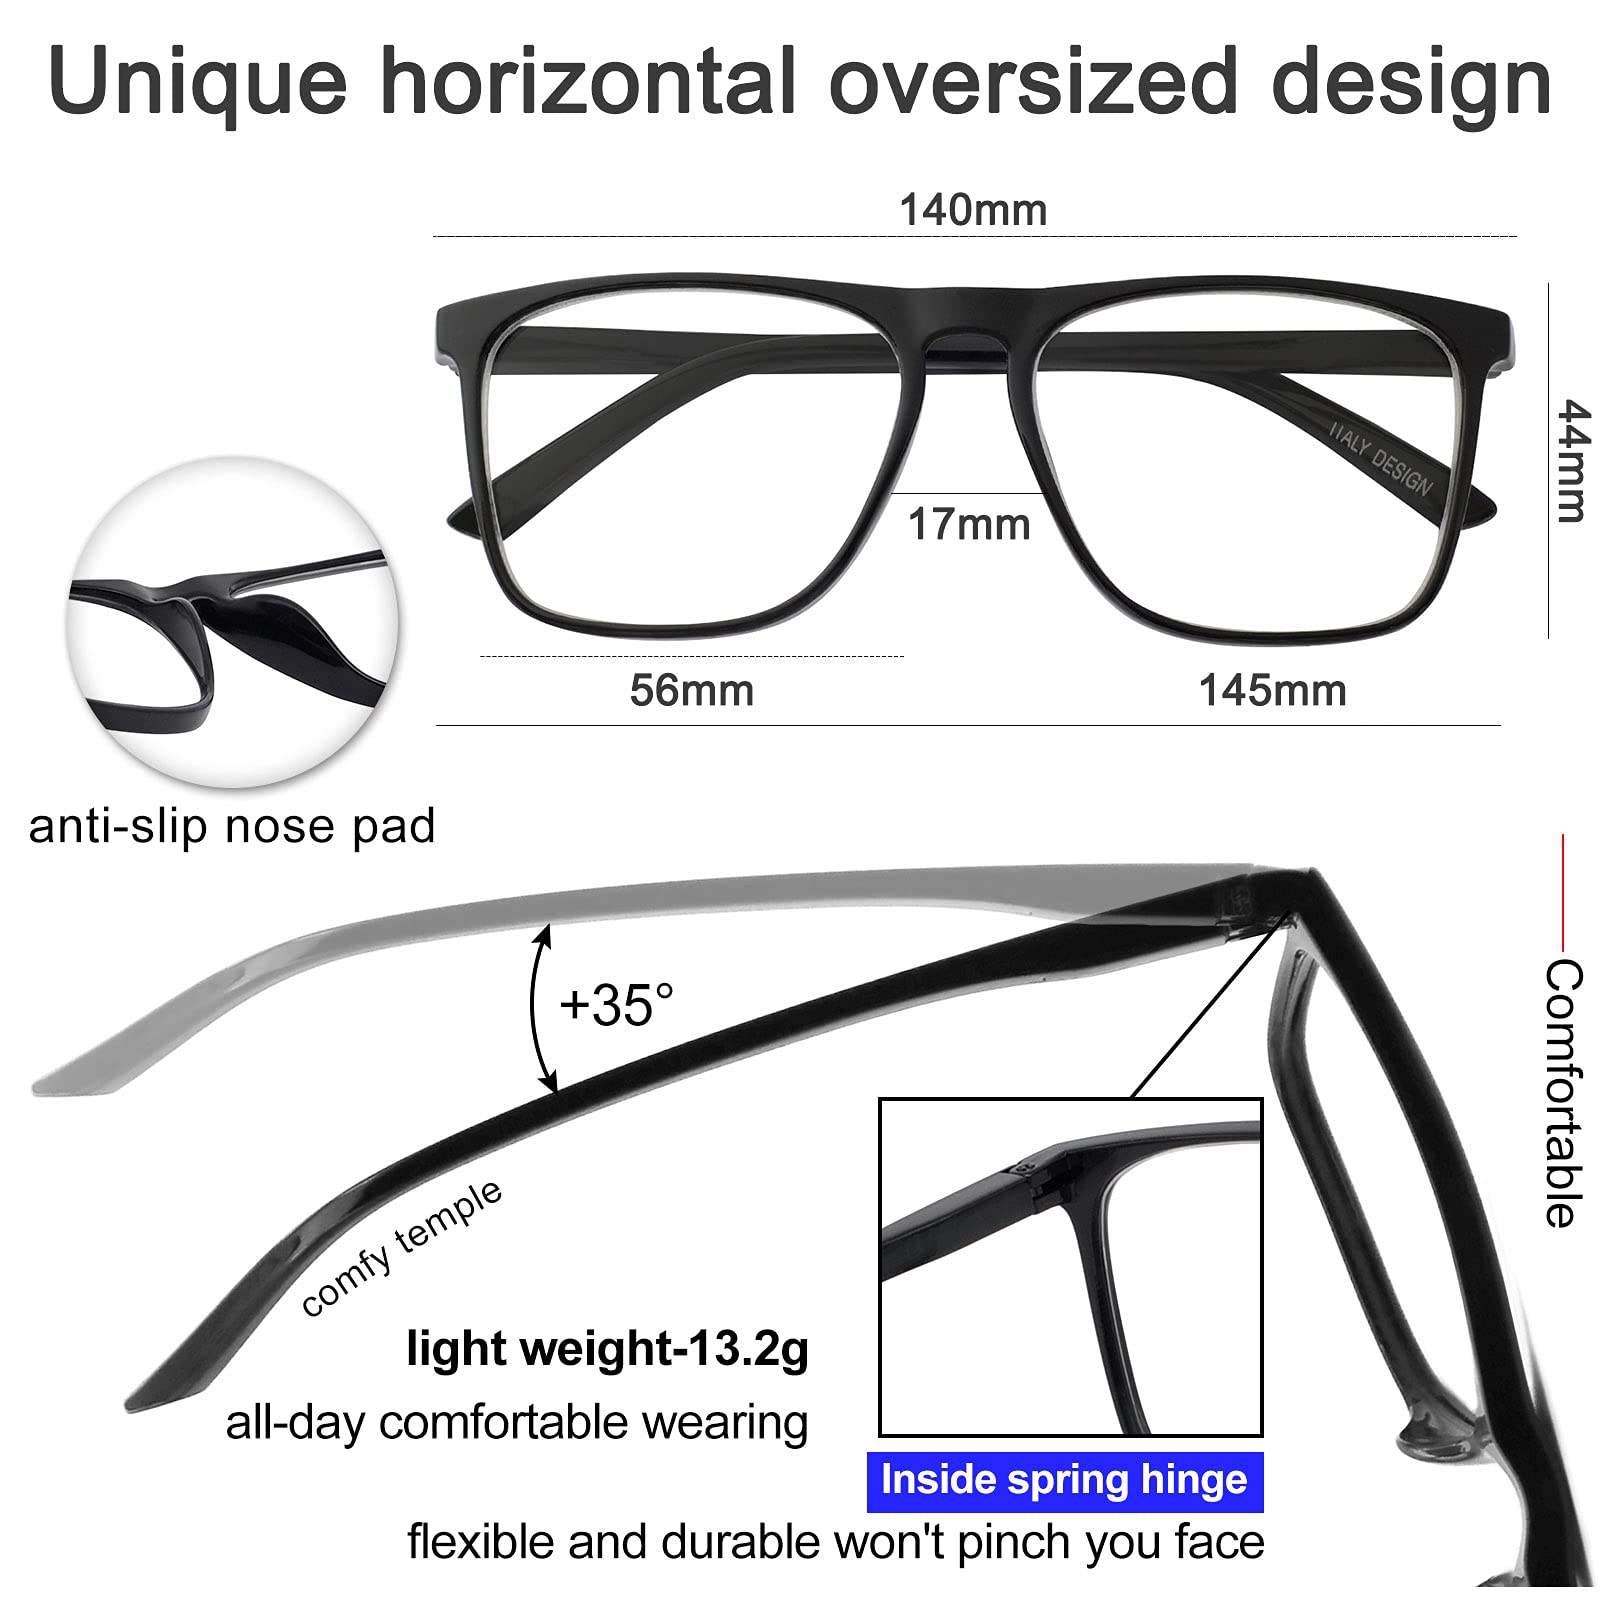 Unique horizontal oversized design
140mm
44mm
ITALY DESIGN
17mm
56mm
145mm
anti-slip nose pad
+35°
Comfortable
comfy temple
light weight-13.2g
all-day comfortable wearing
Inside spring hinge
flexible and durable won't pinch you face